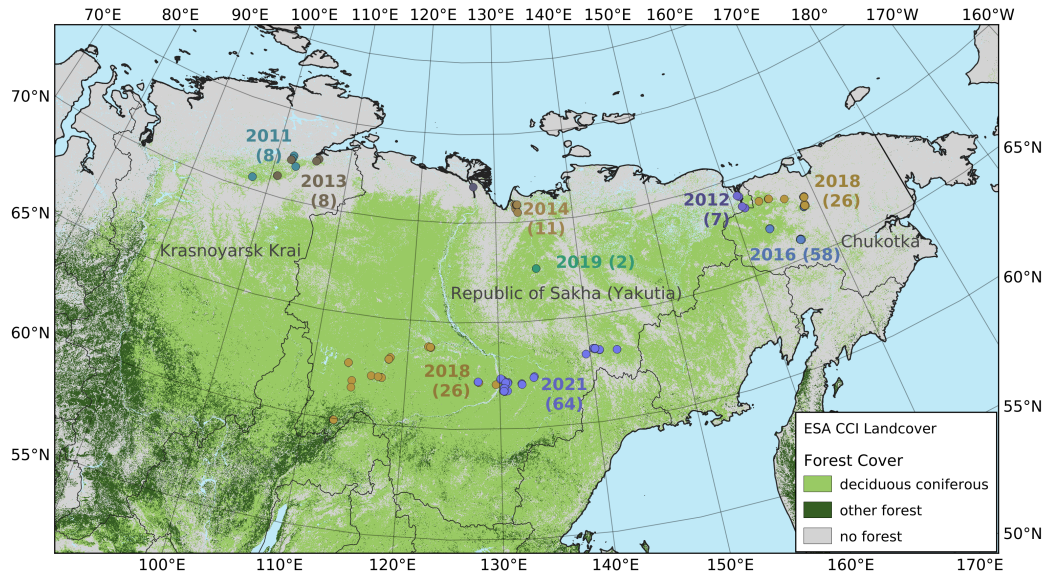 70°E 80°E 90°E 100°E 110°E 120°E 130°E 140°E 150°E 160°E 170°E 180° 170°W 160°W
70°N
65°N
60°N
55°N
65°N
60°N
55°N
50°N
2011
(8)
2013
(8)
2014
(11)
2012
(7)
2018
(26)
2016 (58)
Chukotka
Krasnoyarsk Krai
2019 (2)
Republic of Sakha (Yakutia)
2018
(26)
2021
(64)
ESA CCI Landcover
Forest Cover
deciduous coniferous
other forest
no forest
100°E 110°E 120°E 130°E 140°E 150°E 160°E 170°E